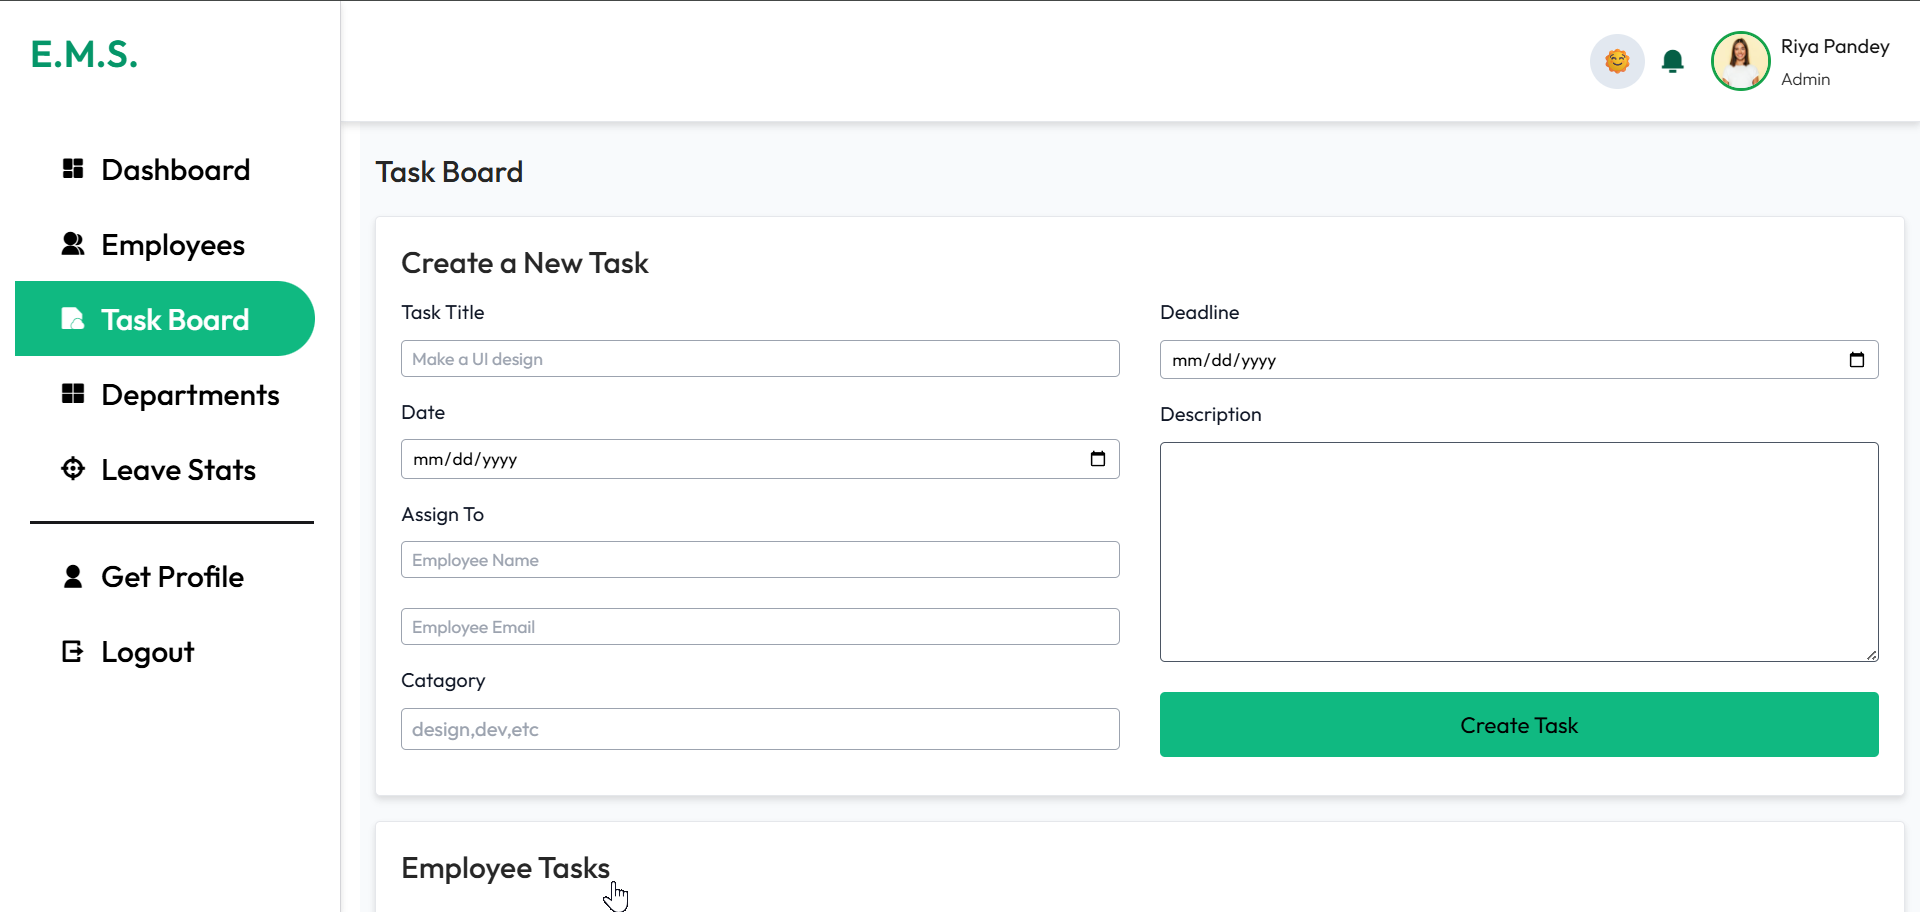 E.M.S.
Riya Pandey
Admin
Dashboard
Employees
Task Board
Departments
Leave Stats
Get Profile
Logout
Task Board
Create a New Task
Task Title
Make a UI design
Date
mm/dd/yyyy
Assign To
Employee Name
Employee Email
Catagory
design,dev,etc
Deadline
mm/dd/yyyy
Description
Create Task
Employee Tasks